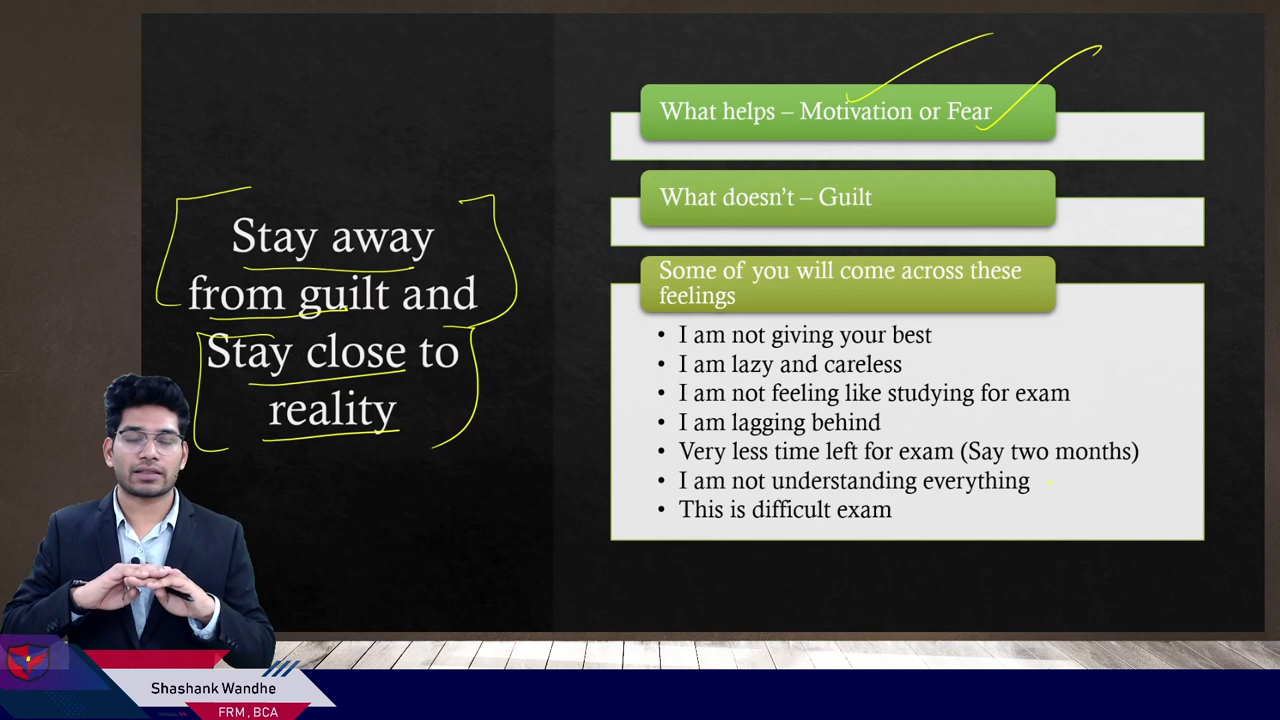 Stay away
from guilt and
Stay close to
reality
What helps – Motivation or Fear
What doesn't – Guilt
Some of you will come across these
feelings
• I am not giving your best
• I am lazy and careless
• I am not feeling like studying for exam
• I am lagging behind
• Very less time left for exam (Say two months)
• I am not understanding everything
• This is difficult exam
Shashank Wandhe
FRM, BCA